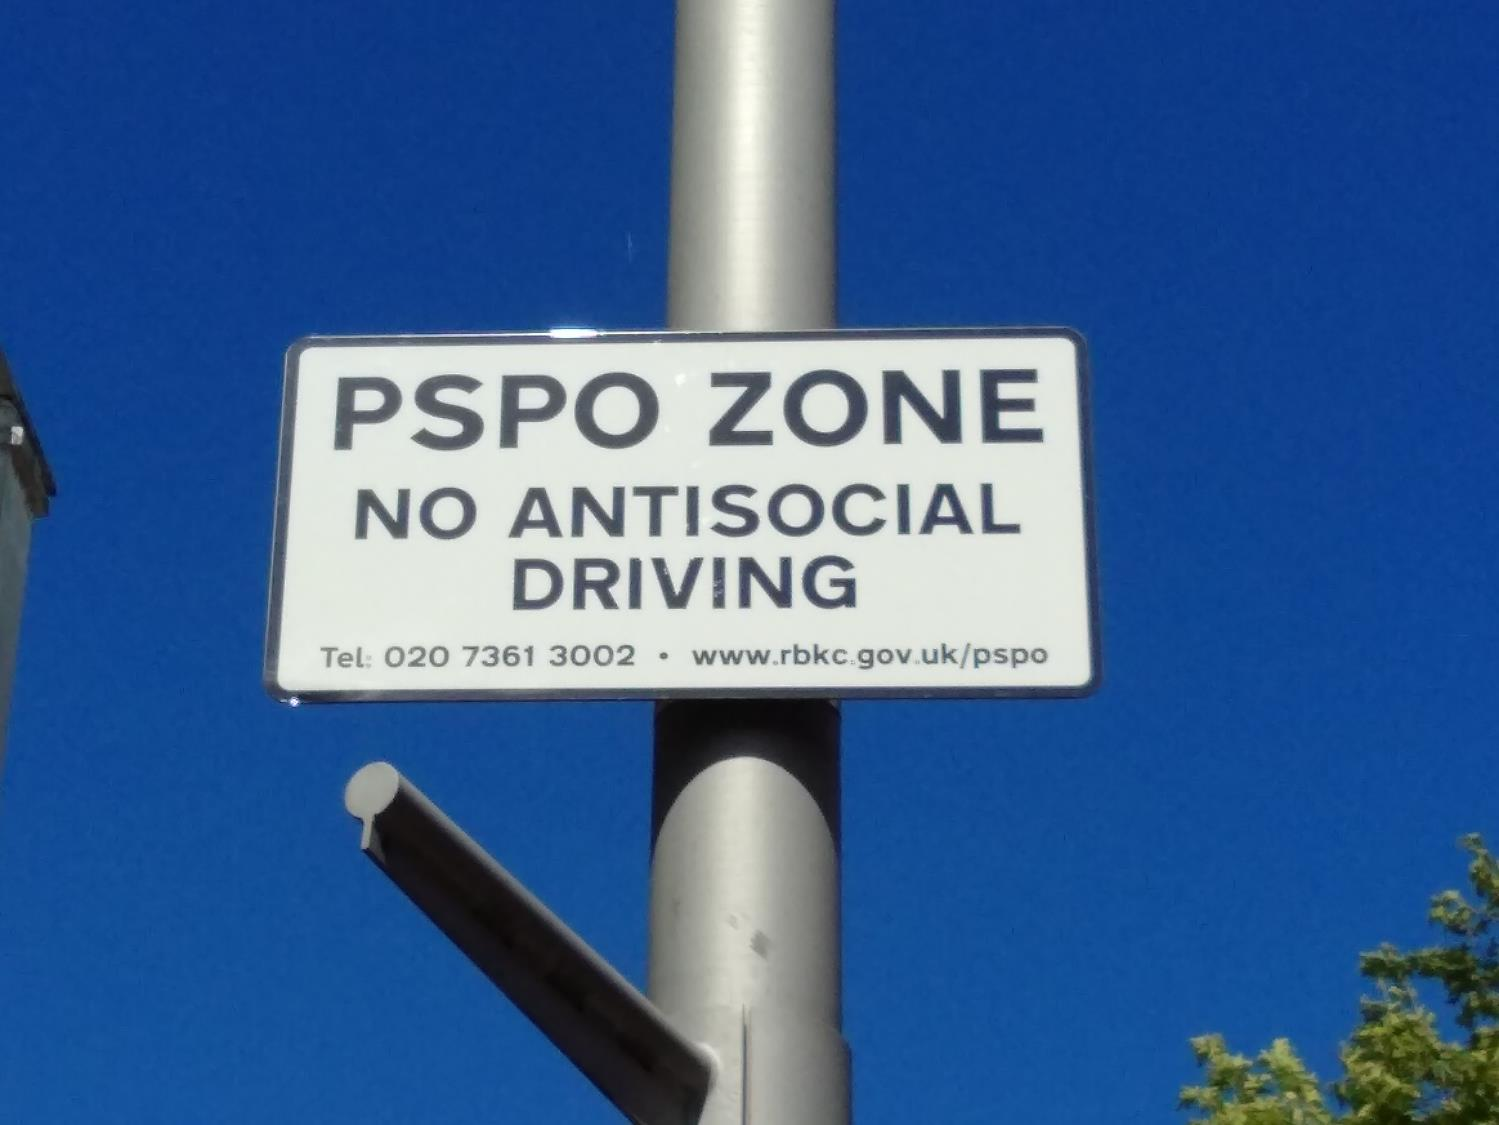 PSPO ZONE
NO ANTISOCIAL
DRIVING
Tel: 020 7361 3002 • www.rbkc.gov.uk/pspo